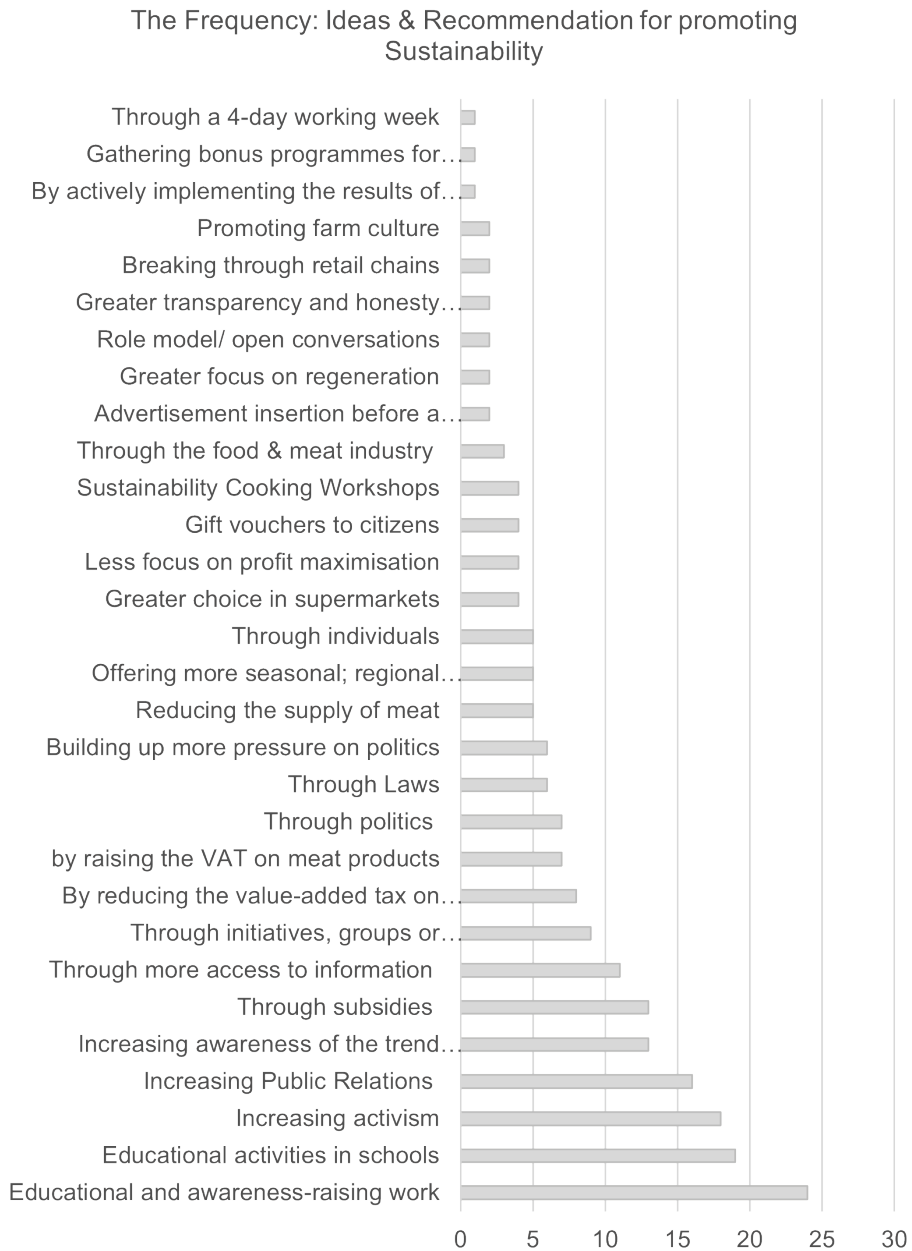 The Frequency: Ideas & Recommendation for promoting
Sustainability
Through a 4-day working week
Gathering bonus programmes for…
By actively implementing the results of…
Promoting farm culture
Breaking through retail chains
Greater transparency and honesty…
Role model/ open conversations
Greater focus on regeneration
Advertisement insertion before a…
Through the food & meat industry
Sustainability Cooking Workshops
Gift vouchers to citizens
Less focus on profit maximisation
Greater choice in supermarkets
Through individuals
Offering more seasonal; regional…
Reducing the supply of meat
Building up more pressure on politics
Through Laws
Through politics
by raising the VAT on meat products
By reducing the value-added tax on…
Through initiatives, groups or…
Through more access to information
Through subsidies
Increasing awareness of the trend…
Increasing Public Relations
Increasing activism
Educational activities in schools
Educational and awareness-raising work
0 5 10 15 20 25 30